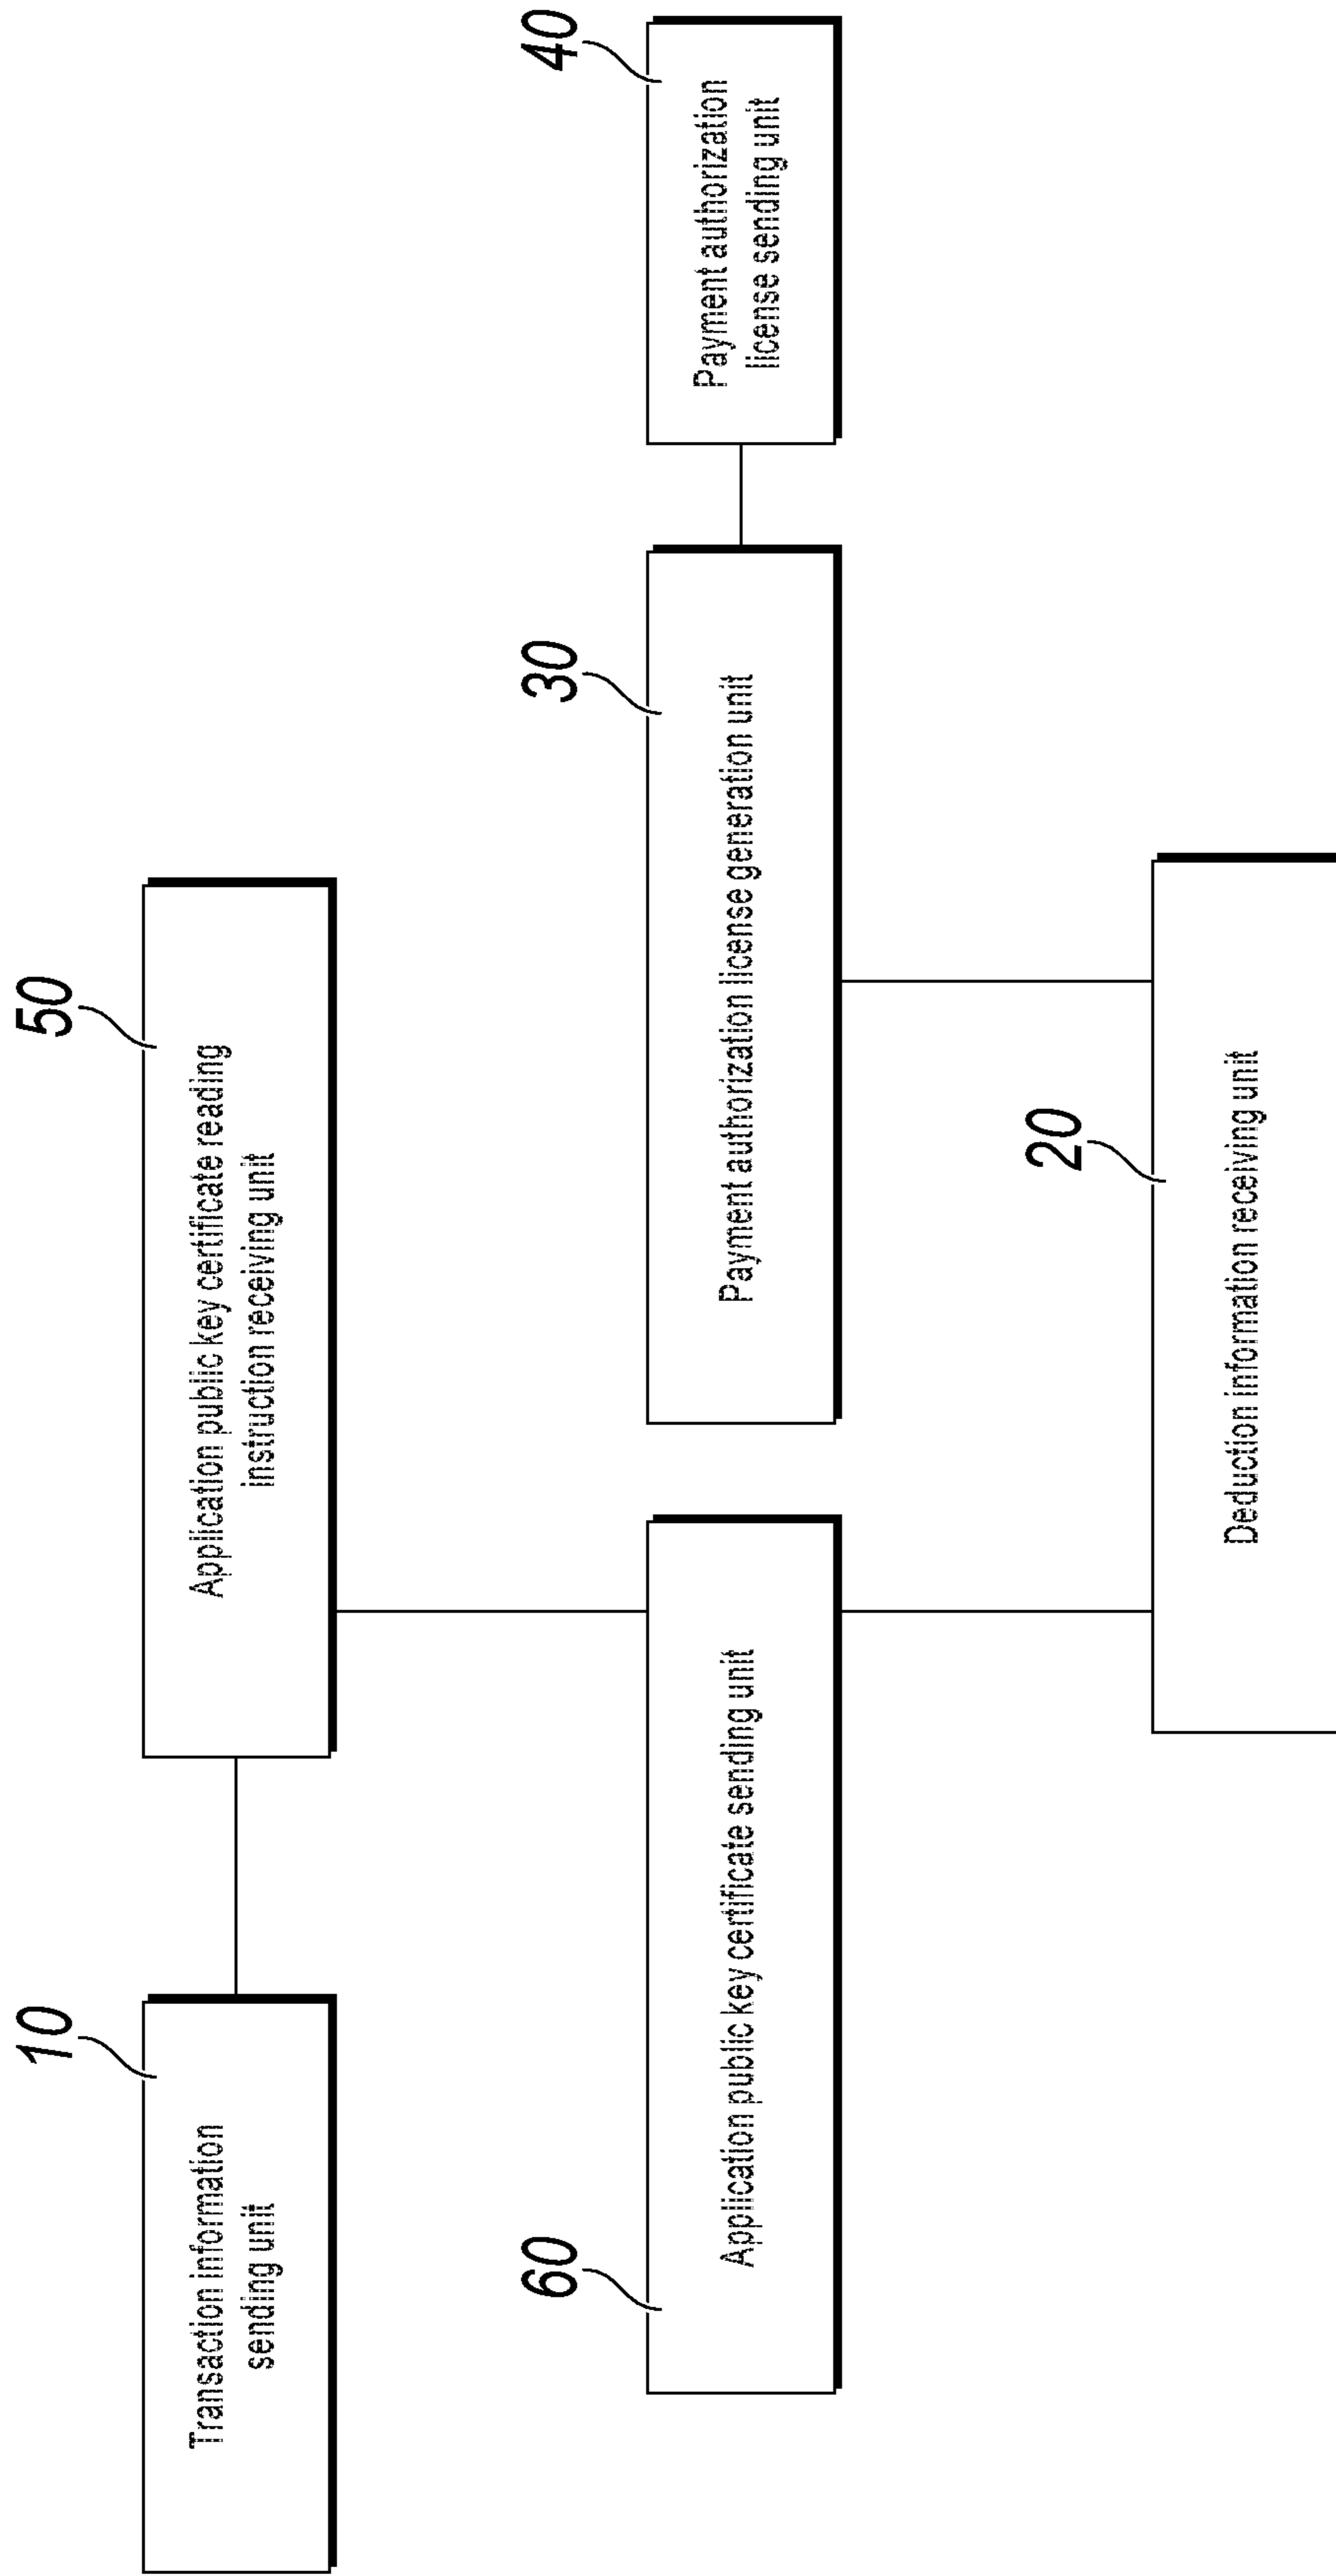 10
Transaction information
sending unit
50
Application public key certificate reading
instruction receiving unit
60
Application public key certificate sending unit
30
Payment authorization license generation unit
40
Payment authorization
license sending unit
20
Deduction information receiving unit